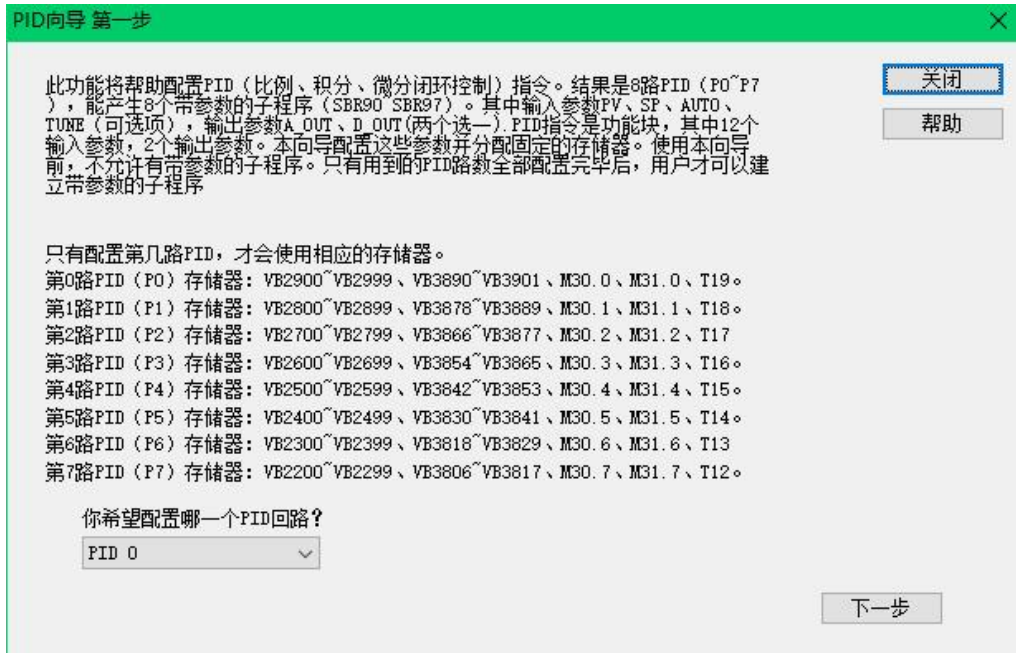 PID向导 第一步
此功能将帮助配置PID（比例、积分、微分闭环控制）指令。结果是8路PID（P0~P7
），能产生8个带参数的子程序（SBR90~SBR97）。其中输入参数PV、SP、AUTO、
TUNE（可选项），输出参数A_OUT、D_OUT(两个选一).PID指令是功能块，其中12个
输入参数，2个输出参数。本向导配置这些参数并分配固定的存储器。使用本向导
前，不允许有带参数的子程序。只有用到的PID路数全部配置完毕后，用户才可以建
立带参数的子程序
关闭
帮助
只有配置第几路PID，才会使用相应的存储器。
第0路PID（P0）存储器：VB2900~VB2999、VB3890~VB3901、M30.0、M31.0、T19。
第1路PID（P1）存储器：VB2800~VB2899、VB3878~VB3889、M30.1、M31.1、T18。
第2路PID（P2）存储器：VB2700~VB2799、VB3866~VB3877、M30.2、M31.2、T17
第3路PID（P3）存储器：VB2600~VB2699、VB3854~VB3865、M30.3、M31.3、T16。
第4路PID（P4）存储器：VB2500~VB2599、VB3842~VB3853、M30.4、M31.4、T15。
第5路PID（P5）存储器：VB2400~VB2499、VB3830~VB3841、M30.5、M31.5、T14。
第6路PID（P6）存储器：VB2300~VB2399、VB3818~VB3829、M30.6、M31.6、T13
第7路PID（P7）存储器：VB2200~VB2299、VB3806~VB3817、M30.7、M31.7、T12。
你希望配置哪一个PID回路？
PID 0
下一步